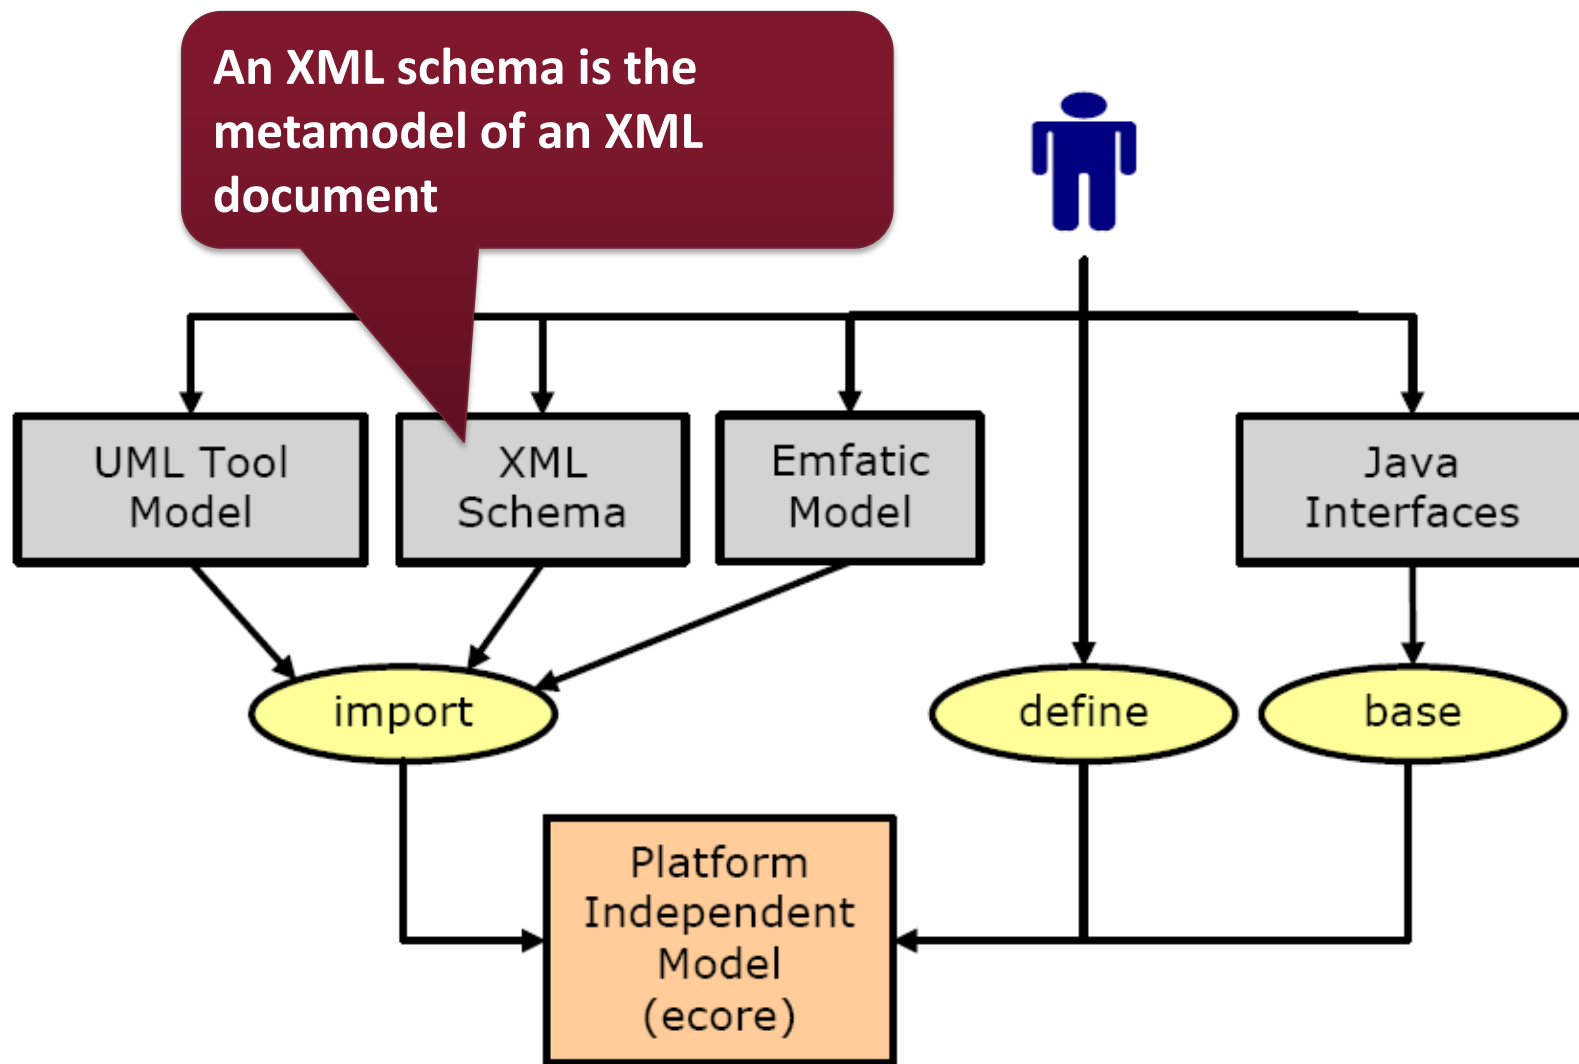 An XML schema is the
metamodel of an XML
document
UML Tool
Model
XML
Schema
Emfatic
Model
Java
Interfaces
import
define
base
Platform
Independent
Model
(ecore)